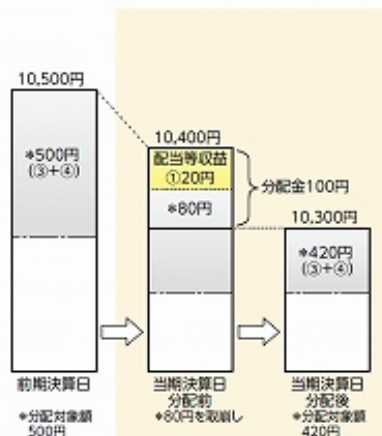 10,500円
*500円
(③+④)
10,400円
配当等収益
①20円
*80円
分配金100円
10,300円
*420円
(③+④)
前期決算日
*分配対象額
500円
当期決算日
分配前
*80円を取崩し
当期決算日
分配後
*分配対象額
420円